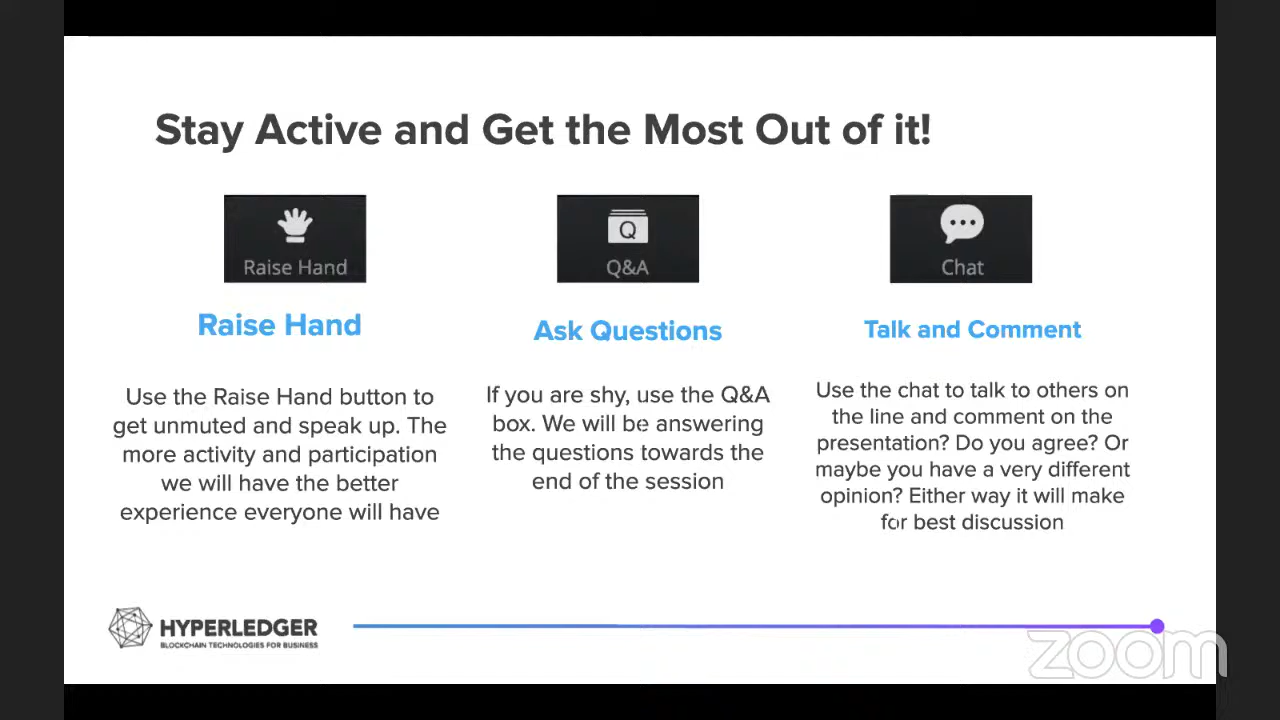 Stay Active and Get the Most Out of it!
Raise Hand
Raise Hand
Use the Raise Hand button to
get unmuted and speak up. The
more activity and participation
we will have the better
experience everyone will have
Q
Q&A
Ask Questions
If you are shy, use the Q&A
box. We will be answering
the questions towards the
end of the session
Chat
Talk and Comment
Use the chat to talk to others on
the line and comment on the
presentation? Do you agree? Or
maybe you have a very different
opinion? Either way it will make
for best discussion
HYPERLEDGER
BLOCKCHAIN TECHNOLOGIES FOR BUSINESS
zoom